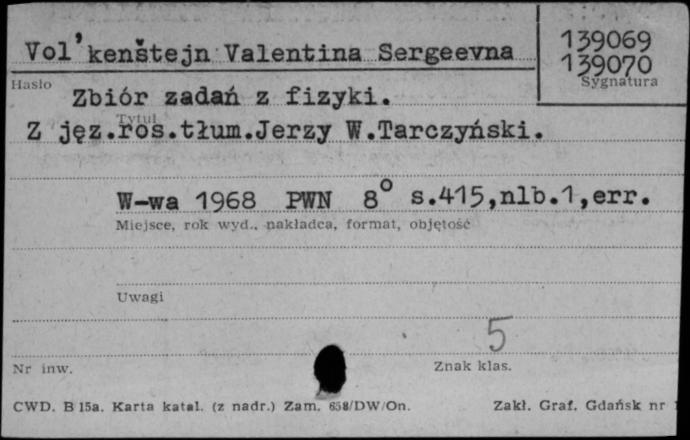 139069
Vol'kenštejn Valentina Sergeevna
139070
Hasło
Sygnatura
Zbiór zadań z fizyki.
Tytuł
Z jęz.ros.tłum.Jerzy W.Tarczyński.
W-wa 1968 PWN 8° s.415,nlb.1,err.
Miejsce, rok wyd., nakładca, format, objętość
Uwagi
5
Nr inw.
Znak klas.
CWD. B 15a. Karta katal. (z nadr.) Zam. 658/DW/On.
Zakł. Graf. Gdańsk nr